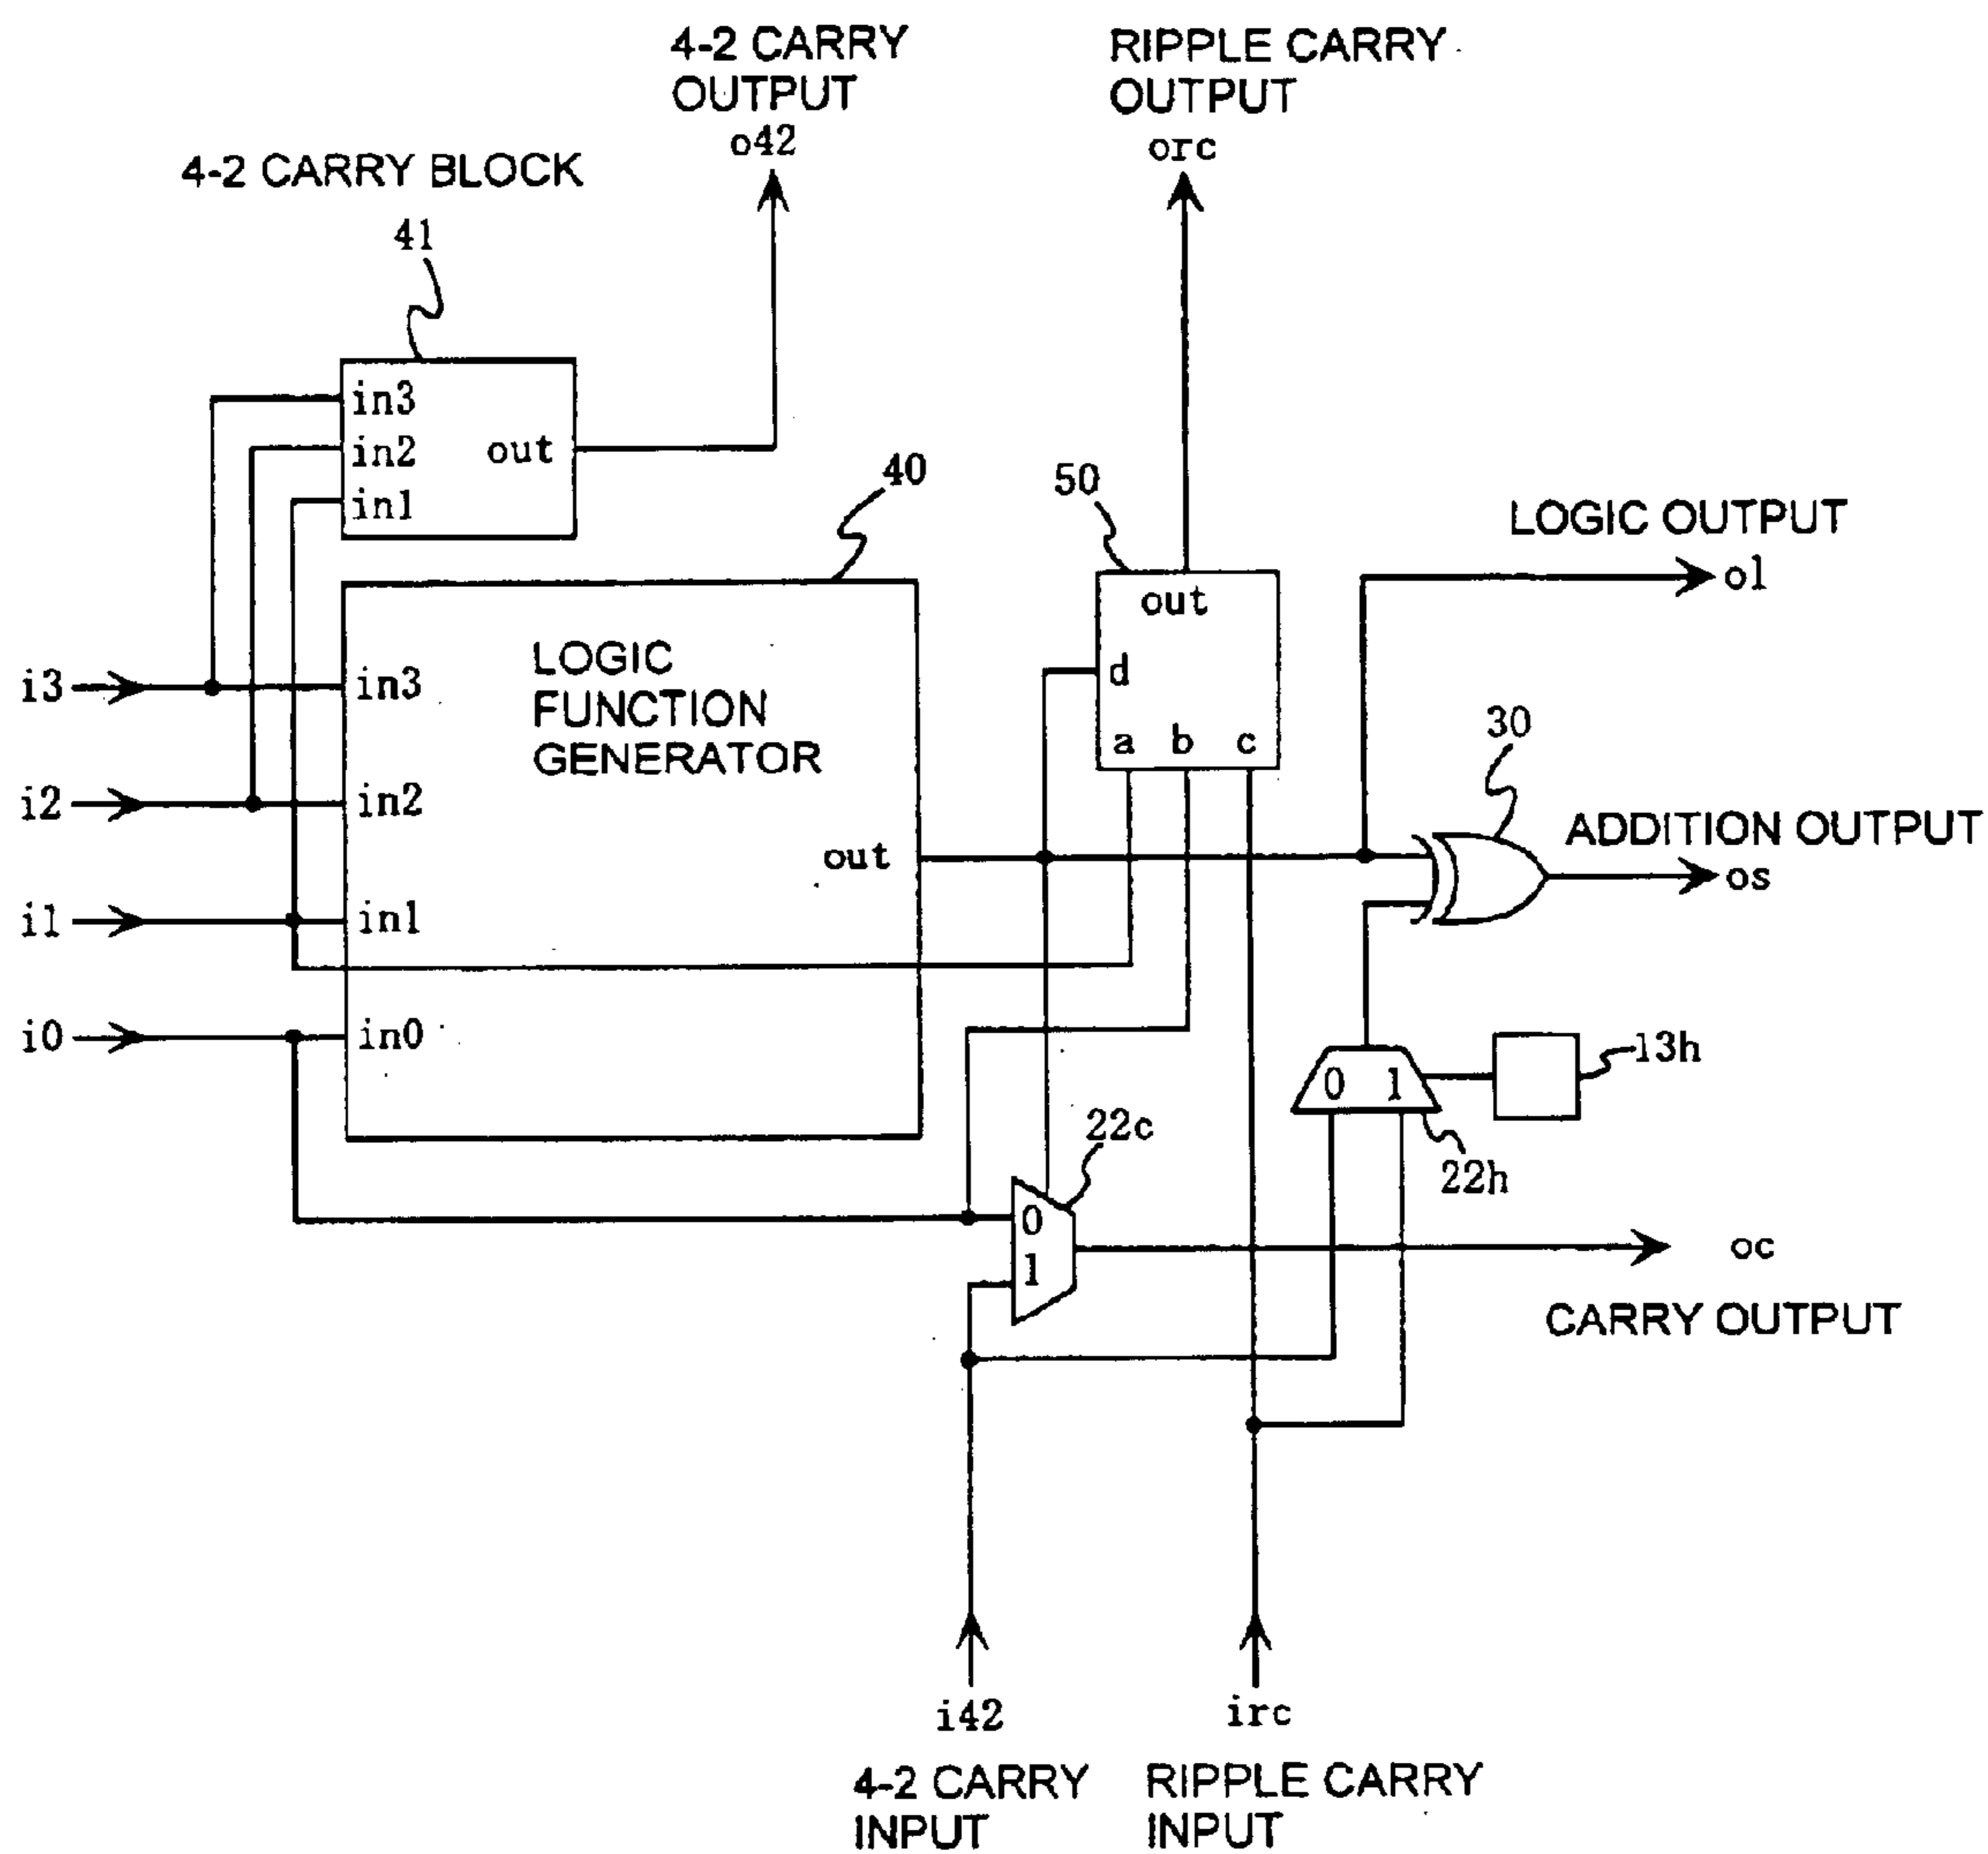 4-2 CARRY
OUTPUT
o42
RIPPLE CARRY
OUTPUT
orc
4-2 CARRY BLOCK
41
in3
in2
in1
out
40
50
LOGIC OUTPUT
ol
LOGIC
FUNCTION
GENERATOR
i3
in3
i2
in2
i1
in1
i0
in0
out
out
d
a b c
30
ADDITION OUTPUT
os
0 1
13h
22h
22c
0
1
oc
CARRY OUTPUT
i42
4-2 CARRY
INPUT
irc
RIPPLE CARRY
INPUT